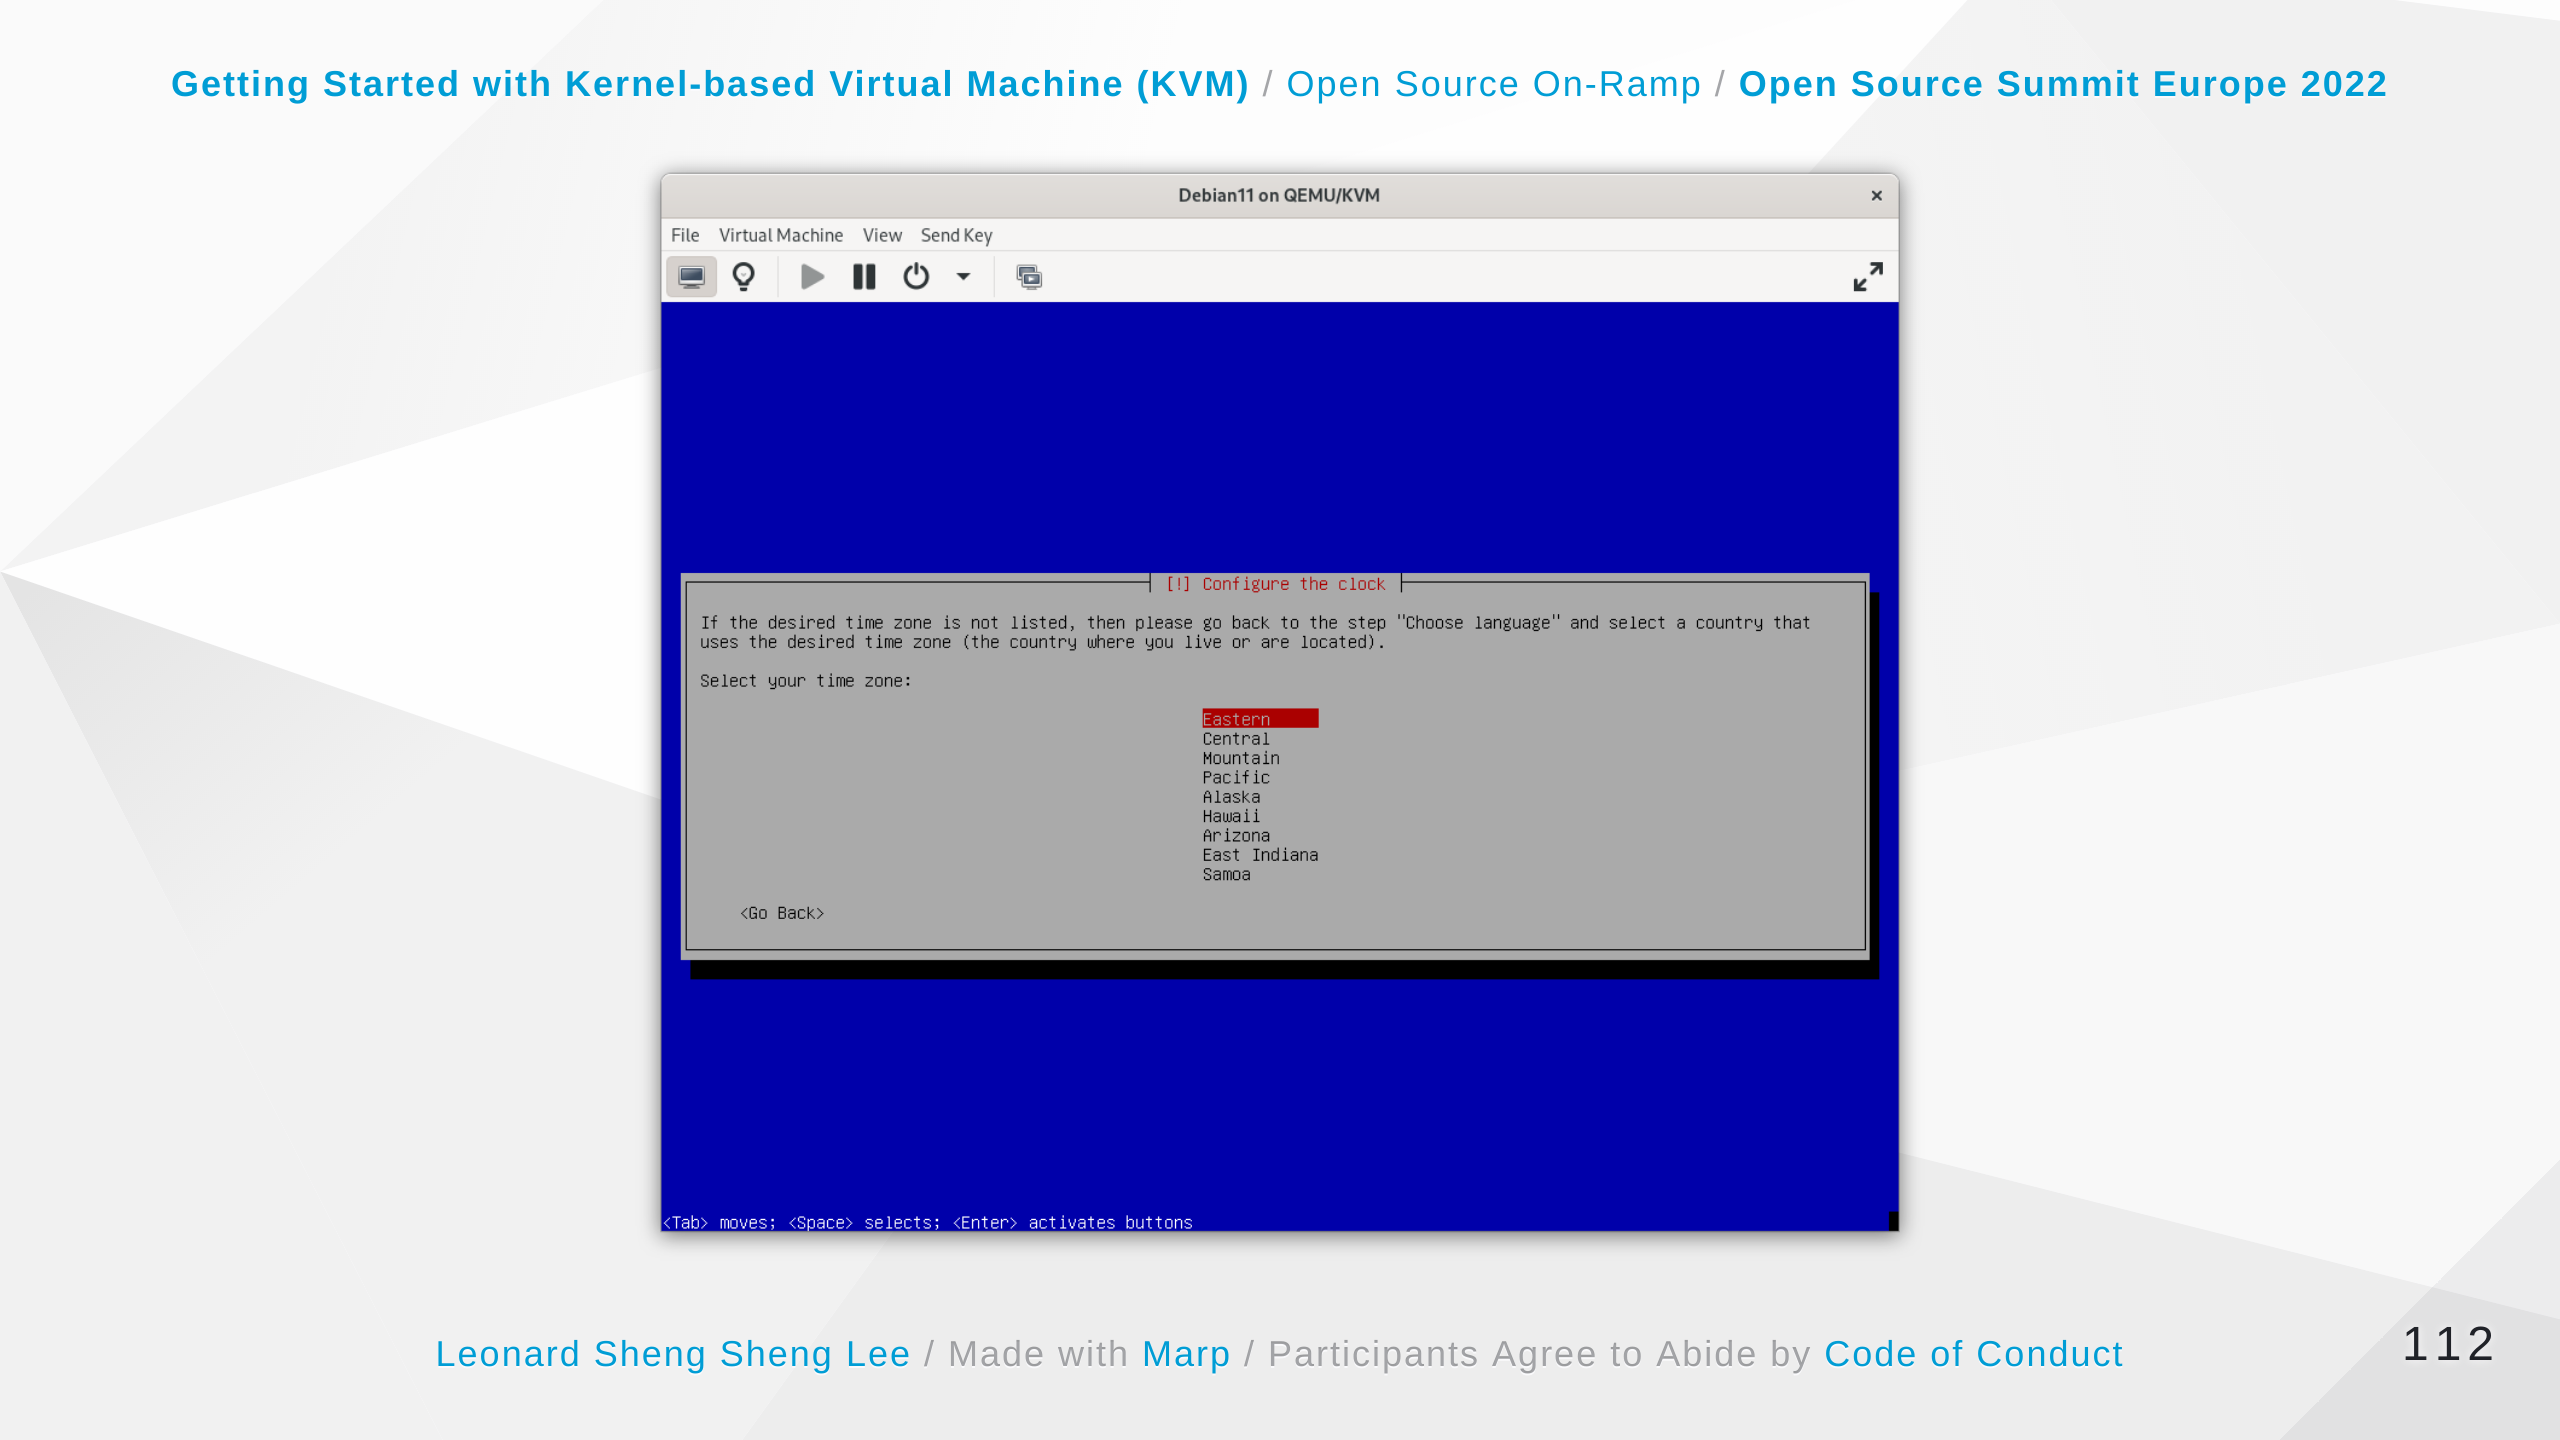 Getting Started with Kernel-based Virtual Machine (KVM) / Open Source On-Ramp / Open Source Summit Europe 2022
Debian11 on QEMU/KVM
File Virtual Machine View Send Key
[!] Configure the clock
If the desired time zone is not listed, then please go back to the step "Choose language" and select a country that
uses the desired time zone (the country where you live or are located).
Select your time zone:
Eastern
Central
Mountain
Pacific
Alaska
Hawaii
Arizona
East Indiana
Samoa
<Go Back>
<Tab> moves; <Space> selects; <Enter> activates buttons
Leonard Sheng Sheng Lee / Made with Marp / Participants Agree to Abide by Code of Conduct
112